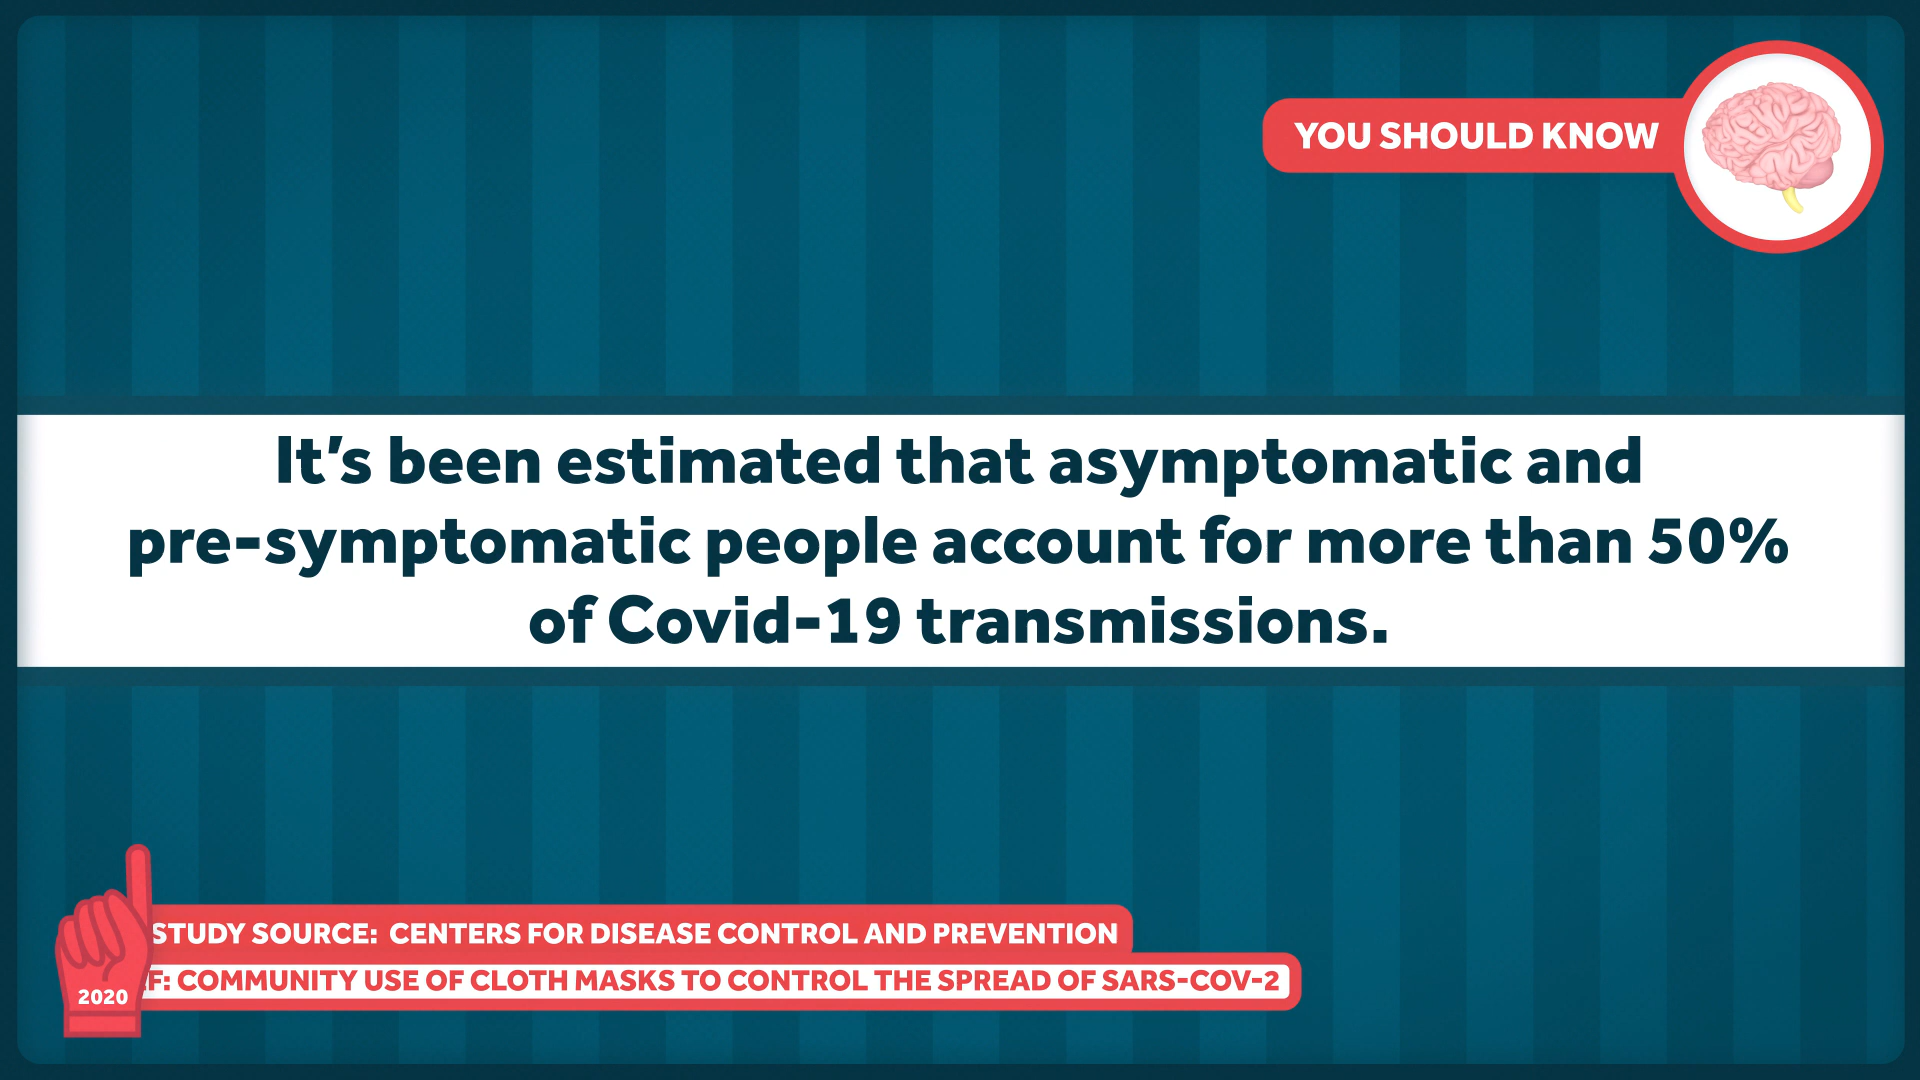 YOU SHOULD KNOW
It’s been estimated that asymptomatic and
pre-symptomatic people account for more than 50%
of Covid-19 transmissions.
STUDY SOURCE: CENTERS FOR DISEASE CONTROL AND PREVENTION
F: COMMUNITY USE OF CLOTH MASKS TO CONTROL THE SPREAD OF SARS-COV-2
2020